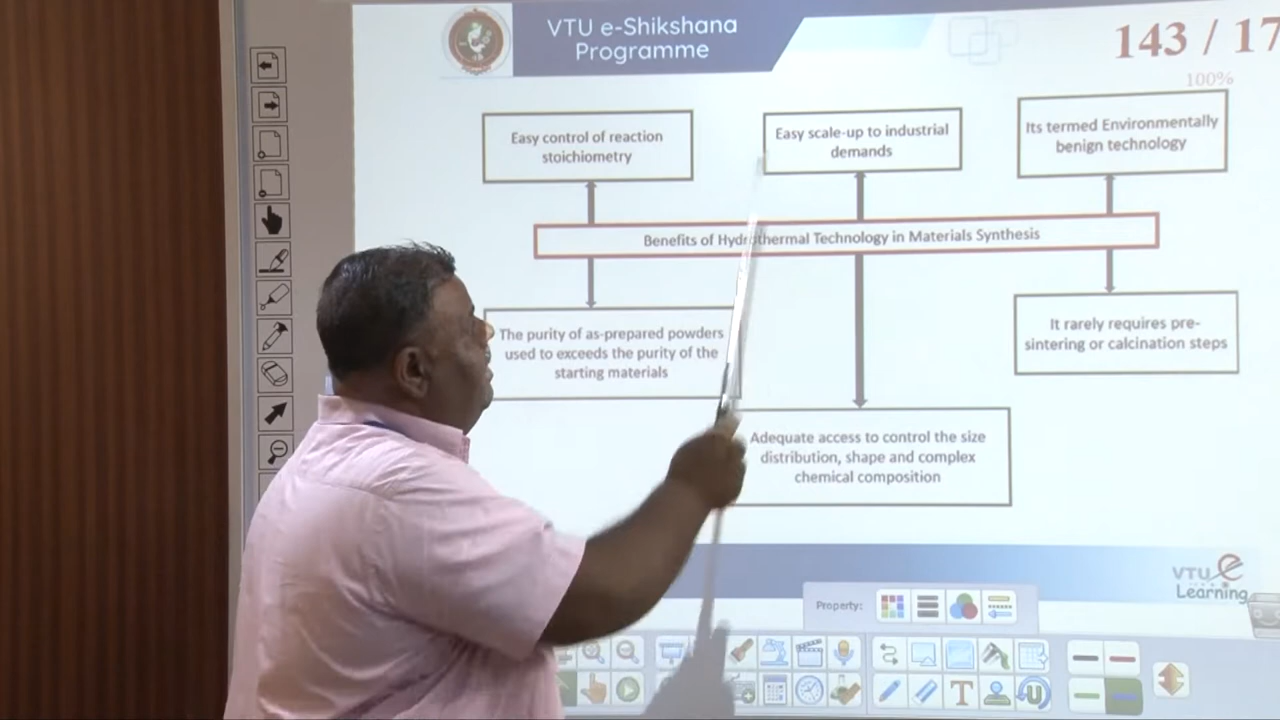 VTU e-Shikshana
Programme
143 / 17
100%
Easy control of reaction
stoichiometry
Easy scale-up to industrial
demands
Its termed Environmentally
benign technology
Benefits of Hydrothermal Technology in Materials Synthesis
The purity of as-prepared powders
used to exceeds the purity of the
starting materials
It rarely requires pre-
sintering or calcination steps
Adequate access to control the size
distribution, shape and complex
chemical composition
VTU e
Learning
Property:
T